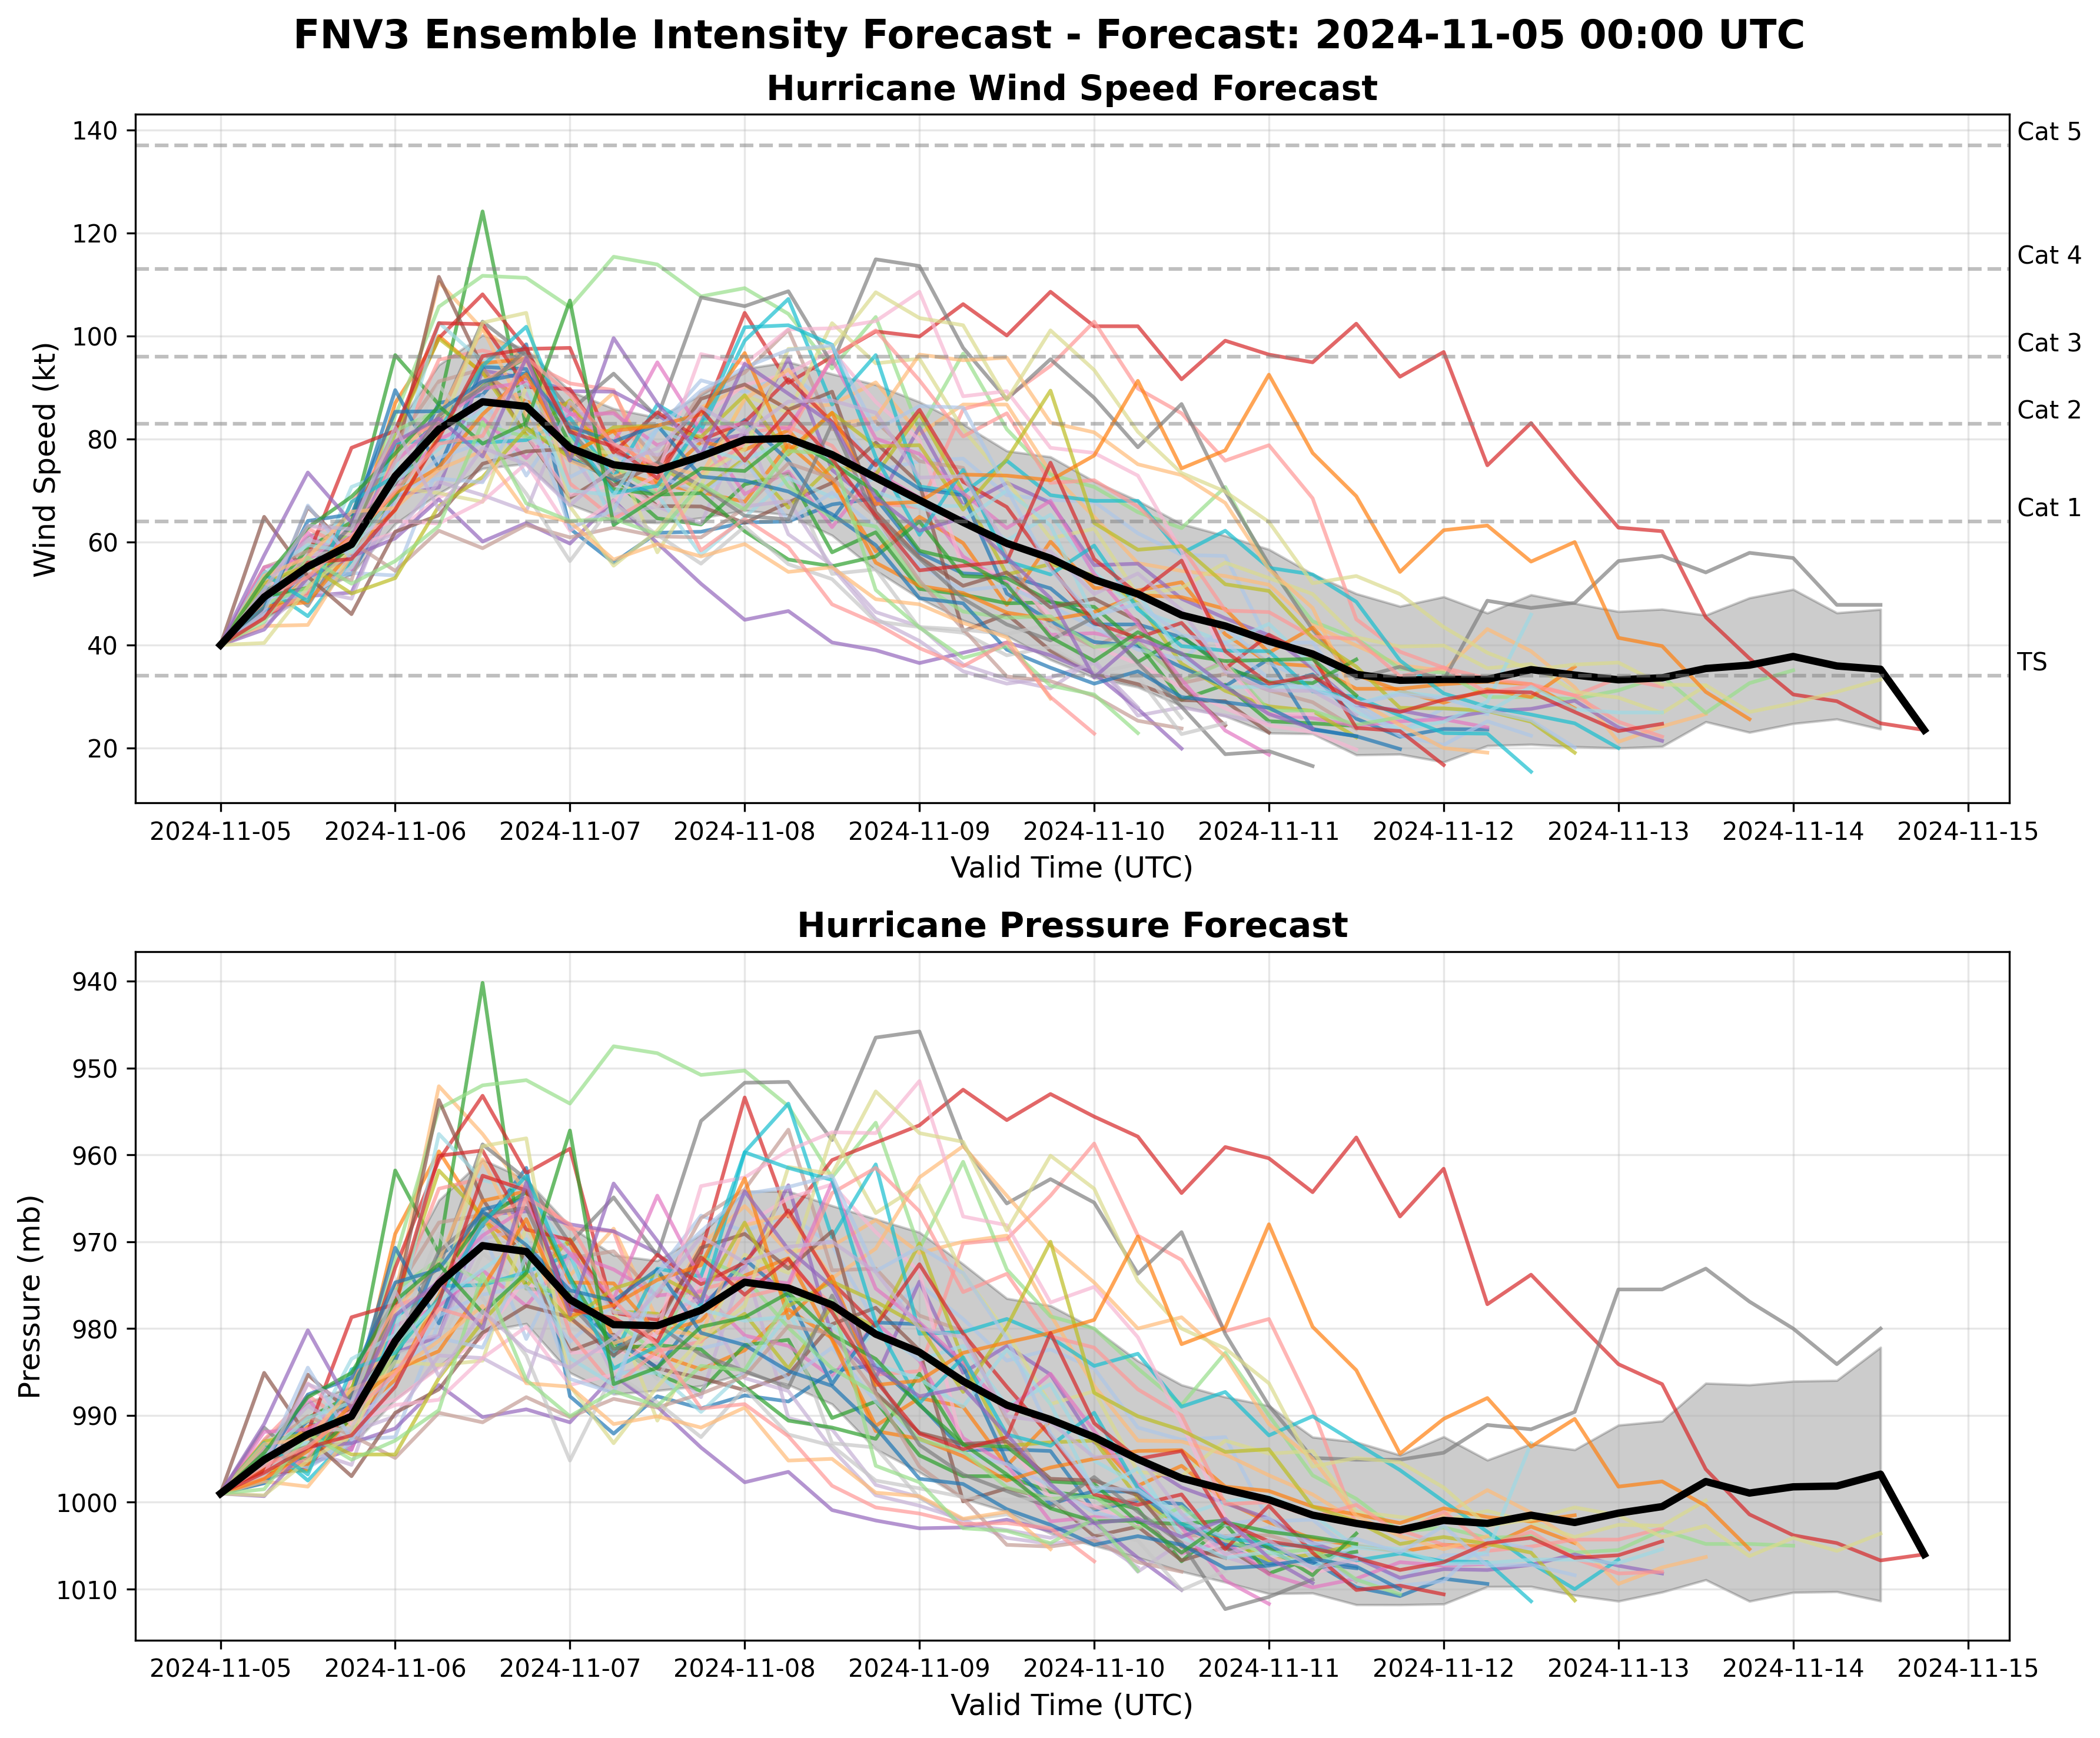 FNV3 Ensemble Intensity Forecast - Forecast: 2024-11-05 00:00 UTC
Hurricane Wind Speed Forecast
Wind Speed (kt)
140
120
100
80
60
40
20
Cat 5
Cat 4
Cat 3
Cat 2
Cat 1
TS
2024-11-05 2024-11-06 2024-11-07 2024-11-08 2024-11-09 2024-11-10 2024-11-11 2024-11-12 2024-11-13 2024-11-14 2024-11-15
Valid Time (UTC)
Hurricane Pressure Forecast
Pressure (mb)
940
950
960
970
980
990
1000
1010
2024-11-05 2024-11-06 2024-11-07 2024-11-08 2024-11-09 2024-11-10 2024-11-11 2024-11-12 2024-11-13 2024-11-14 2024-11-15
Valid Time (UTC)